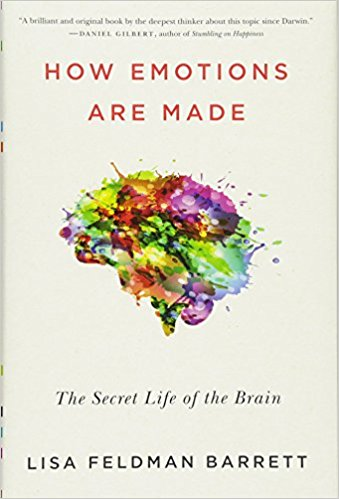 "A brilliant and original book by the deepest thinker about this topic since Darwin."
—DANIEL GILBERT, author of Stumbling on Happiness
HOW EMOTIONS
ARE MADE
The Secret Life of the Brain
LISA FELDMAN BARRETT